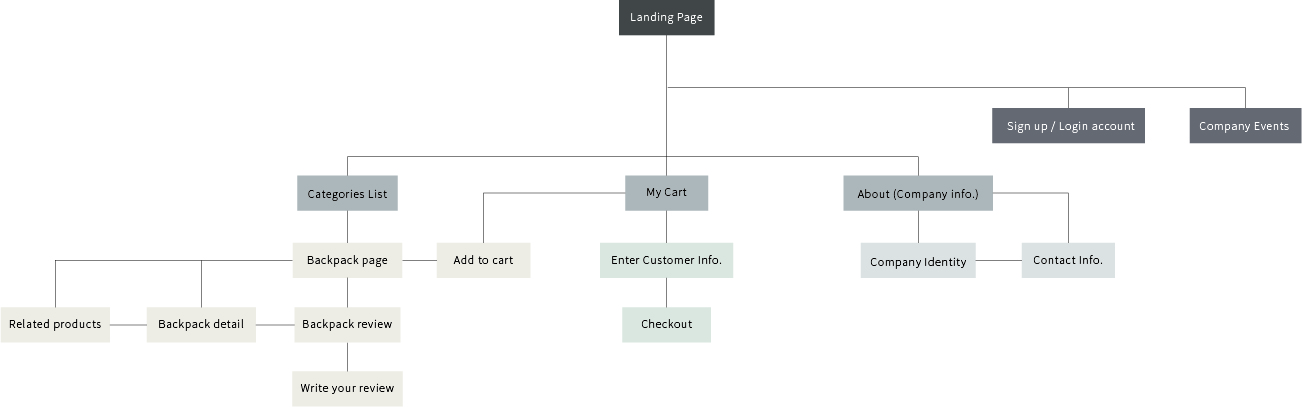 Landing Page
Sign up / Login account
Company Events
Categories List
My Cart
About (Company info.)
Backpack page
Add to cart
Enter Customer Info.
Company Identity
Contact Info.
Related products
Backpack detail
Backpack review
Checkout
Write your review